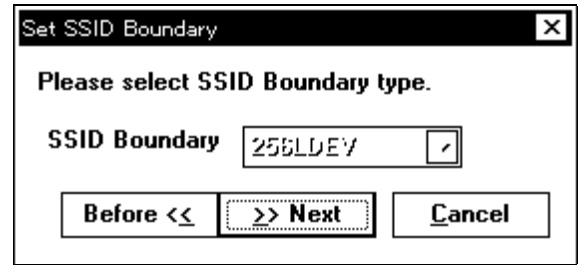 Set SSID Boundary
Please select SSID Boundary type.
SSID Boundary 256LDEV
Before << >> Next Cancel